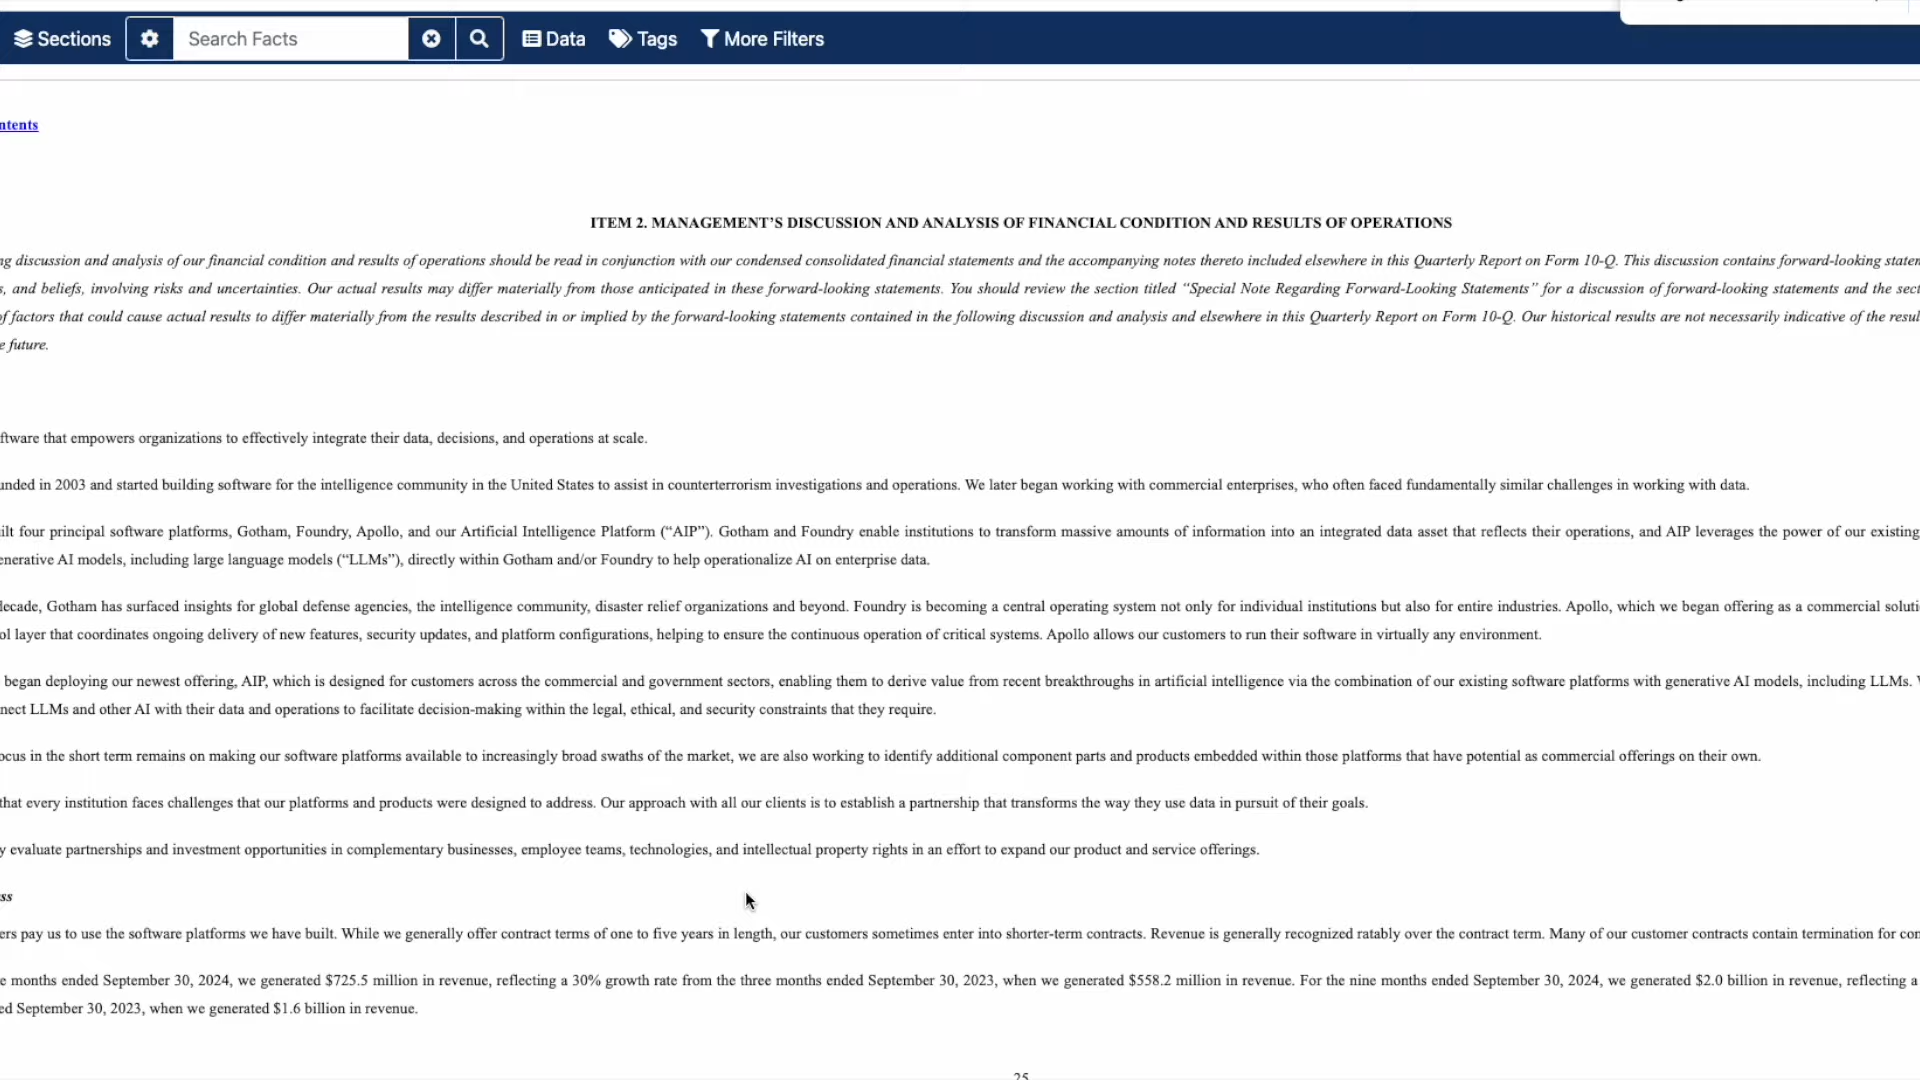 Sections Search Facts Data Tags More Filters
ntents
ITEM 2. MANAGEMENT’S DISCUSSION AND ANALYSIS OF FINANCIAL CONDITION AND RESULTS OF OPERATIONS
ng discussion and analysis of our financial condition and results of operations should be read in conjunction with our condensed consolidated financial statements and the accompanying notes thereto included elsewhere in this Quarterly Report on Form 10-Q. This discussion contains forward-looking staten
s, and beliefs, involving risks and uncertainties. Our actual results may differ materially from those anticipated in these forward-looking statements. You should review the section titled “Special Note Regarding Forward-Looking Statements” for a discussion of forward-looking statements and the sect
of factors that could cause actual results to differ materially from the results described in or implied by the forward-looking statements contained in the following discussion and analysis and elsewhere in this Quarterly Report on Form 10-Q. Our historical results are not necessarily indicative of the resul
e future.
ftware that empowers organizations to effectively integrate their data, decisions, and operations at scale.
unded in 2003 and started building software for the intelligence community in the United States to assist in counterterrorism investigations and operations. We later began working with commercial enterprises, who often faced fundamentally similar challenges in working with data.
ilt four principal software platforms, Gotham, Foundry, Apollo, and our Artificial Intelligence Platform (“AIP”). Gotham and Foundry enable institutions to transform massive amounts of information into an integrated data asset that reflects their operations, and AIP leverages the power of our existing
enerative AI models, including large language models (“LLMs”), directly within Gotham and/or Foundry to help operationalize AI on enterprise data.
decade, Gotham has surfaced insights for global defense agencies, the intelligence community, disaster relief organizations and beyond. Foundry is becoming a central operating system not only for individual institutions but also for entire industries. Apollo, which we began offering as a commercial soluti
ol layer that coordinates ongoing delivery of new features, security updates, and platform configurations, helping to ensure the continuous operation of critical systems. Apollo allows our customers to run their software in virtually any environment.
began deploying our newest offering, AIP, which is designed for customers across the commercial and government sectors, enabling them to derive value from recent breakthroughs in artificial intelligence via the combination of our existing software platforms with generative AI models, including LLMs.
nect LLMs and other AI with their data and operations to facilitate decision-making within the legal, ethical, and security constraints that they require.
ocus in the short term remains on making our software platforms available to increasingly broad swaths of the market, we are also working to identify additional component parts and products embedded within those platforms that have potential as commercial offerings on their own.
that every institution faces challenges that our platforms and products were designed to address. Our approach with all our clients is to establish a partnership that transforms the way they use data in pursuit of their goals.
y evaluate partnerships and investment opportunities in complementary businesses, employee teams, technologies, and intellectual property rights in an effort to expand our product and service offerings.
ss
ers pay us to use the software platforms we have built. While we generally offer contract terms of one to five years in length, our customers sometimes enter into shorter-term contracts. Revenue is generally recognized ratably over the contract term. Many of our customer contracts contain termination for con
e months ended September 30, 2024, we generated $725.5 million in revenue, reflecting a 30% growth rate from the three months ended September 30, 2023, when we generated $558.2 million in revenue. For the nine months ended September 30, 2024, we generated $2.0 billion in revenue, reflecting a
ed September 30, 2023, when we generated $1.6 billion in revenue.
25